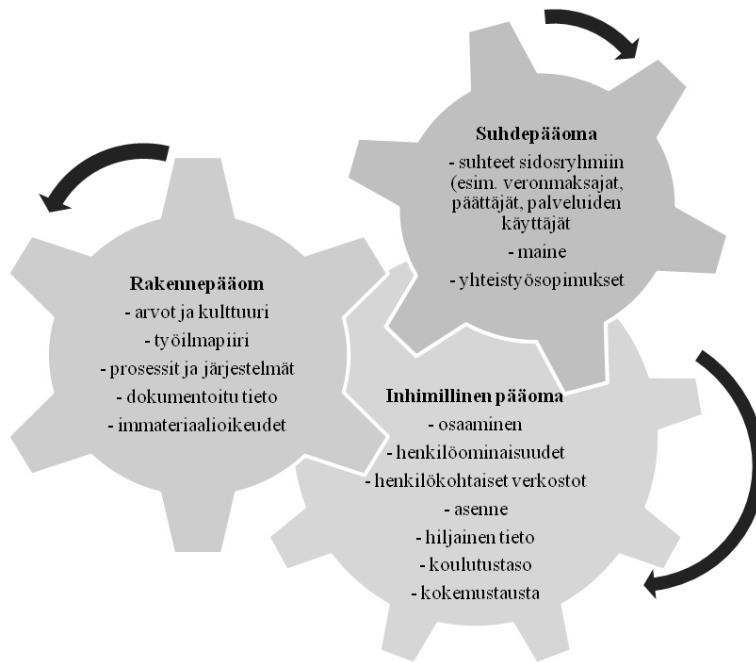 Suhdepääoma
- suhteet sidosryhmiin
(esim. veronmaksajat,
päättäjät, palveluiden
käyttäjät
- maine
- yhteistyösopimukset
Rakennepääom
- arvot ja kulttuuri
- työilmapiiri
- prosessit ja järjestelmät
- dokumentoitu tieto
- immateriaalioikeudet
Inhimillinen pääoma
- osaaminen
- henkilöominaisuudet
- henkilökohtaiset verkostot
- asenne
- hiljainen tieto
- koulutustaso
- kokemustausta